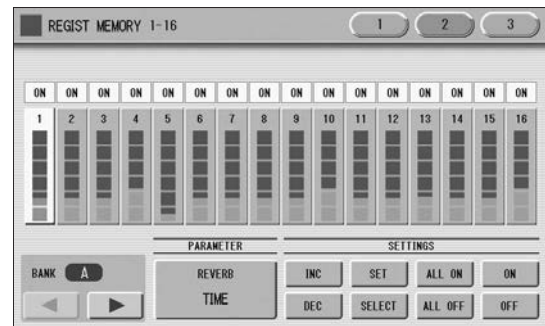 REGIST MEMORY 1-16 1 2 3
ON ON ON ON ON ON ON ON ON ON ON ON ON ON ON ON
1 2 3 4 5 6 7 8 9 10 11 12 13 14 15 16
PARAMETER SETTINGS
BANK A REVERB INC SET ALL ON ON
TIME DEC SELECT ALL OFF OFF